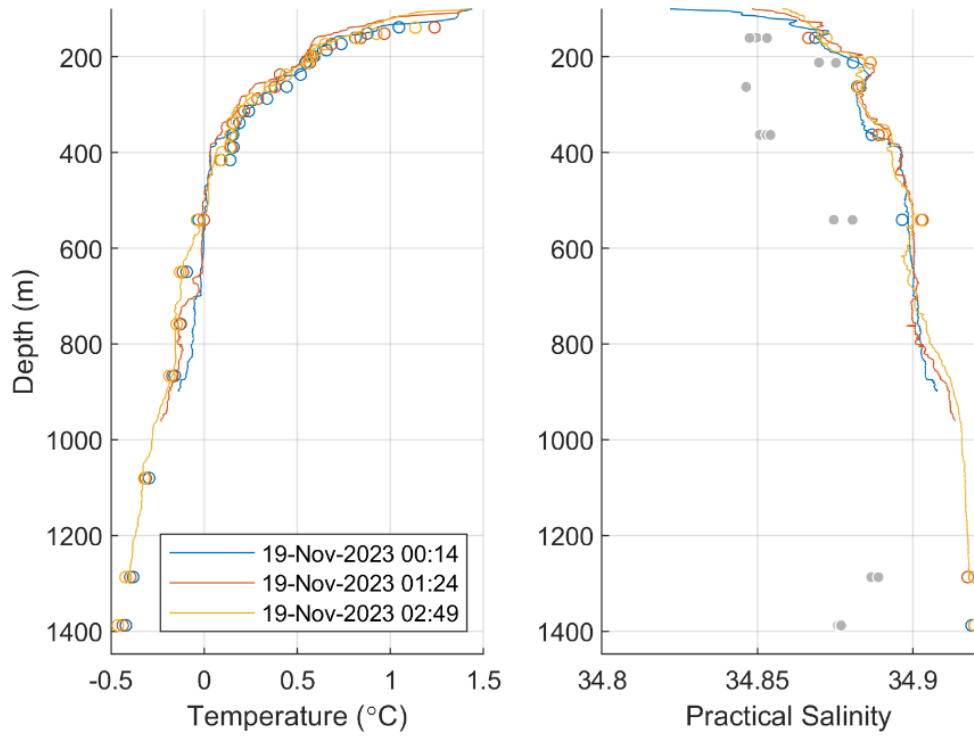 200
400
600
800
1000
1200
1400
Depth (m)
-0.5 0 0.5 1 1.5
Temperature (°C)
19-Nov-2023 00:14
19-Nov-2023 01:24
19-Nov-2023 02:49
200
400
600
800
1000
1200
1400
34.8 34.85 34.9
Practical Salinity